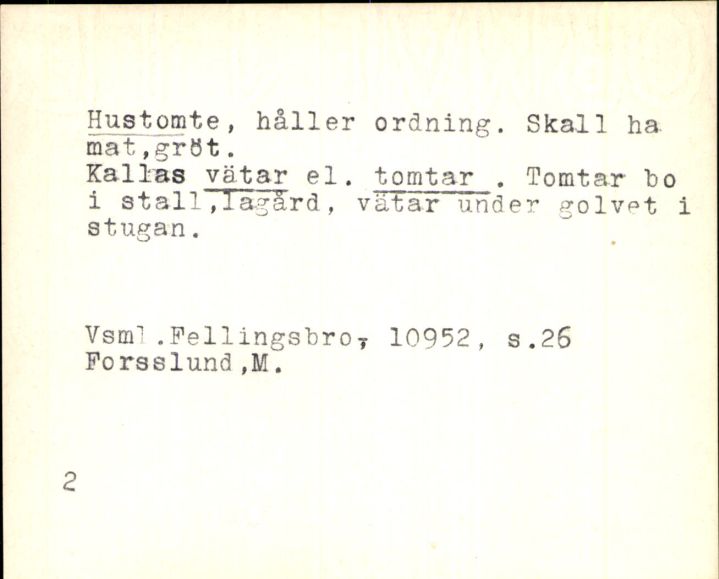 Hustomte, håller ordning. Skall ha
mat,gröt.
Kallas vätar el. tomtar . Tomtar bo
i stall,lagård, vätar under golvet i
stugan.
Vsml.Fellingsbro, 10952, s.26
Forsslund,M.
2